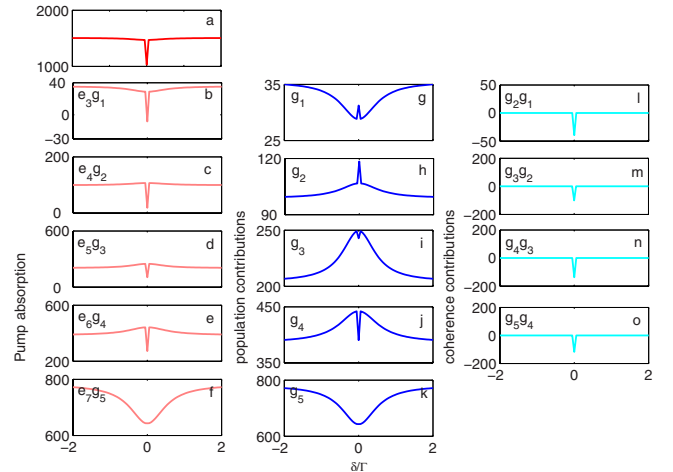 2000
1000
a
40
−30
e3g1
b
200
100
0
e4g2
c
600
0
e5g3
d
600
400
200
e6g4
e
800
600
e7g5
f
−2
0
2
Pump absorption
35
25
g1
g
120
90
g2
h
250
200
g3
i
450
350
g4
j
800
600
g5
k
−2
0
2
δ/Γ
population contributions
50
0
−50
g2g1
l
200
0
−200
g3g2
m
200
0
−200
g4g3
n
200
0
−200
g5g4
o
−2
0
2
coherence contributions